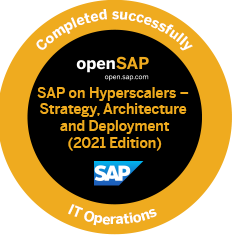 Completed successfully
openSAP
open.sap.com
SAP on Hyperscalers –
Strategy, Architecture
and Deployment
(2021 Edition)
SAP
IT Operations